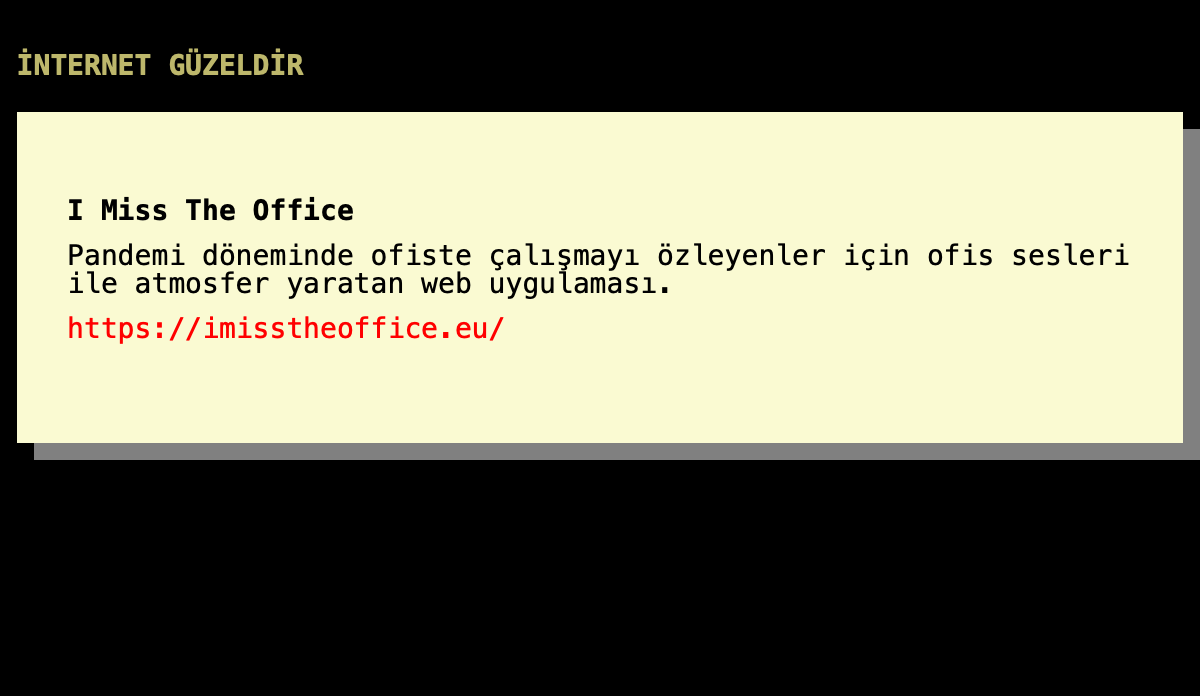 İNTERNET GÜZELDİR
I Miss The Office
Pandemi döneminde ofiste çalışmayı özleyenler için ofis sesleri
ile atmosfer yaratan web uygulaması.
https://imisstheoffice.eu/